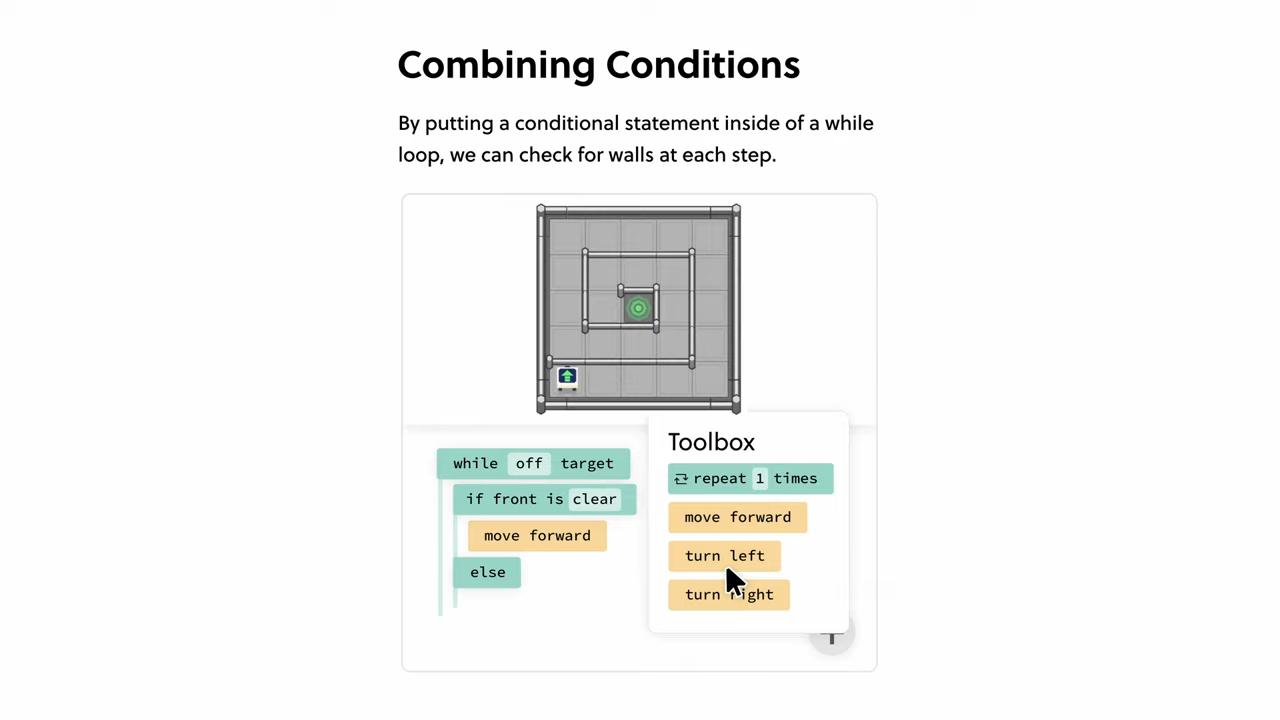 Combining Conditions
By putting a conditional statement inside of a while
loop, we can check for walls at each step.
while off target
if front is clear
move forward
else
Toolbox
repeat 1 times
move forward
turn left
turn right